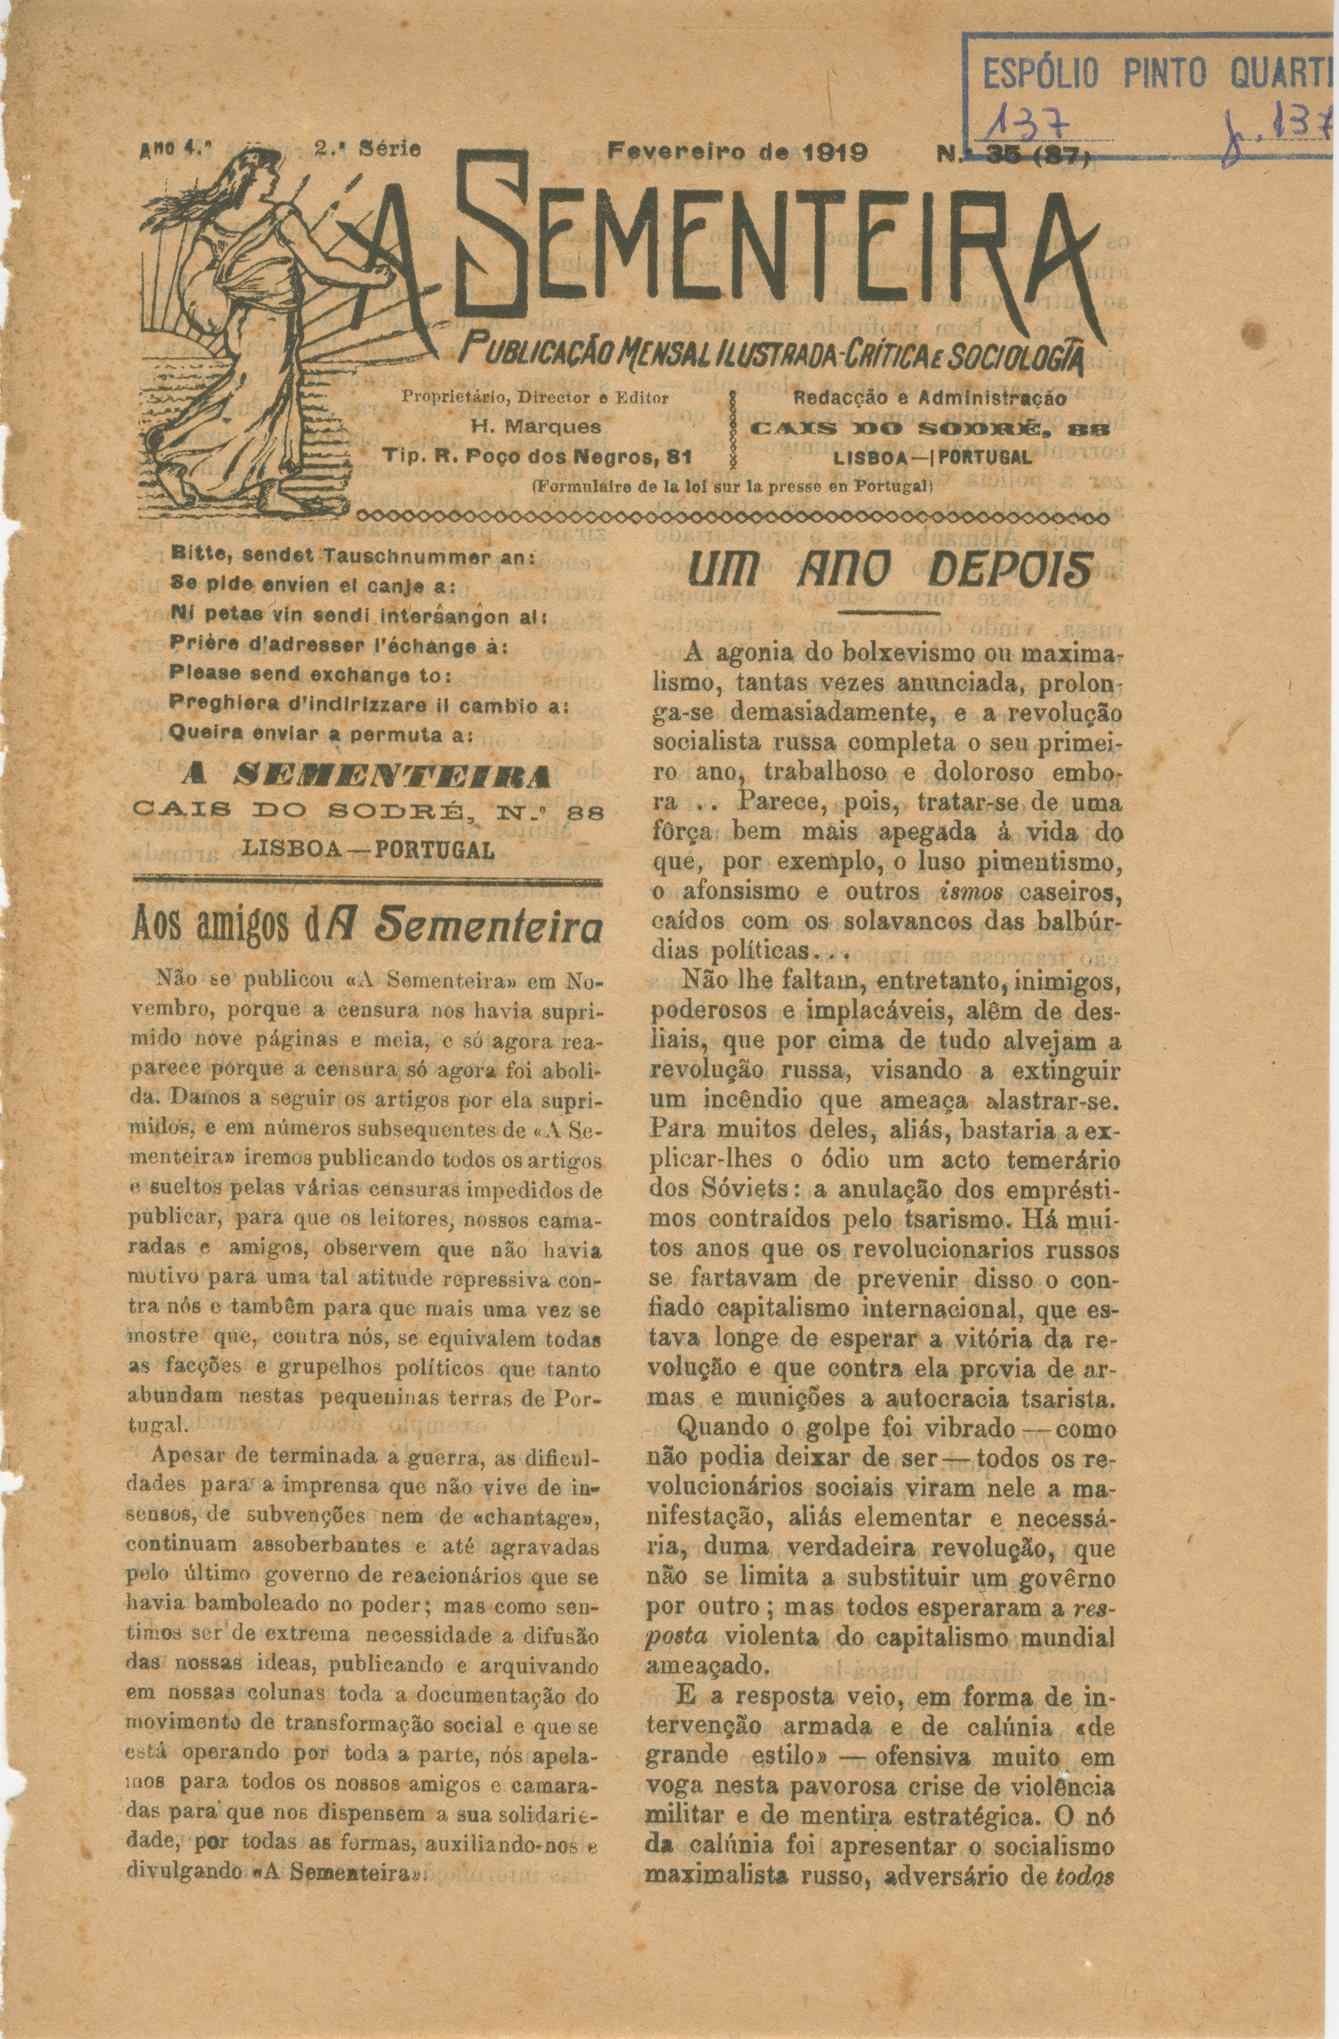 ESPÓLIO PINTO QUARTI
137
Ano 4.º 2.ª Série Fevereiro de 1919 N.º 35 (87)
A SEMENTEIRA
PUBLICAÇÃO MENSAL ILUSTRADA-CRÍTICA E SOCIOLOGÍA
Proprietário, Director e Editor
H. Marques
Tip. R. Poço dos Negros, 81
Redacção e Administração
CAIS DO SODRÉ, 88
LISBOA—PORTUGAL
(Formulaire de la loi sur la presse en Portugal)
Bitte, sendet Tauschnummer an:
Se pide envien el canje a:
Ni petas vin sendi interŝanĝon al:
Prière d'adresser l'échange à:
Please send exchange to:
Preghiera d'indirizzare il cambio a:
Queira enviar a permuta a:
A SEMENTEIRA
CAIS DO SODRÉ, N.º 88
LISBOA—PORTUGAL
Aos amigos dA Sementeira
Não se publicou «A Sementeira» em No-
vembro, porque a censura nos havia supri-
mido nove páginas e meia, e só agora rea-
parece porque a censura só agora foi aboli-
da. Damos a seguir os artigos por ela supri-
midos, e em números subsequentes de «A Se-
menteira» iremos publicando todos os artigos
e sueltos pelas várias censuras impedidos de
publicar, para que os leitores, nossos cama-
radas e amigos, observem que não havia
motivo para uma tal atitude repressiva con-
tra nós e tambêm para que mais uma vez se
mostre que, contra nós, se equivalem todas
as facções e grupelhos políticos que tanto
abundam nestas pequeninas terras de Por-
tugal.
Apesar de terminada a guerra, as dificul-
dades para a imprensa que não vive de in-
sensos, de subvenções nem de «chantage»,
continuam assoberbantes e até agravadas
pelo último governo de reacionários que se
havia bamboleado no poder; mas como sen-
timos ser de extrema necessidade a difusão
das nossas ideas, publicando e arquivando
em nossas colunas toda a documentação do
movimento de transformação social e que se
está operando por toda a parte, nós apela-
mos para todos os nossos amigos e camara-
das para que nos dispensem a sua solidarie-
dade, por todas as formas, auxiliando-nos e
divulgando «A Sementeira».
UM ANO DEPOIS
A agonia do bolxevismo ou maxima-
lismo, tantas vezes anunciada, prolon-
ga-se demasiadamente, e a revolução
socialista russa completa o seu primei-
ro ano, trabalhoso e doloroso embo-
ra .. Parece, pois, tratar-se de uma
fôrça bem mais apegada à vida do
que, por exemplo, o luso pimentismo,
o afonsismo e outros ismos caseiros,
caídos com os solavancos das balbúr-
dias políticas...
Não lhe faltam, entretanto, inimigos,
poderosos e implacáveis, alêm de des-
liais, que por cima de tudo alvejam a
revolução russa, visando a extinguir
um incêndio que ameaça alastrar-se.
Para muitos deles, aliás, bastaria a ex-
plicar-lhes o ódio um acto temerário
dos Sóviets: a anulação dos emprésti-
mos contraídos pelo tsarismo. Há mui-
tos anos que os revolucionarios russos
se fartavam de prevenir disso o con-
fiado capitalismo internacional, que es-
tava longe de esperar a vitória da re-
volução e que contra ela provia de ar-
mas e munições a autocracia tsarista.
Quando o golpe foi vibrado—como
não podia deixar de ser—todos os re-
volucionários sociais viram nele a ma-
nifestação, aliás elementar e necessá-
ria, duma verdadeira revolução, que
não se limita a substituir um govêrno
por outro; mas todos esperaram a res-
posta violenta do capitalismo mundial
ameaçado.
E a resposta veio, em forma de in-
tervenção armada e de calúnia «de
grande estilo» — ofensiva muito em
voga nesta pavorosa crise de violência
militar e de mentira estratégica. O nó
da calúnia foi apresentar o socialismo
maximalista russo, adversário de todos